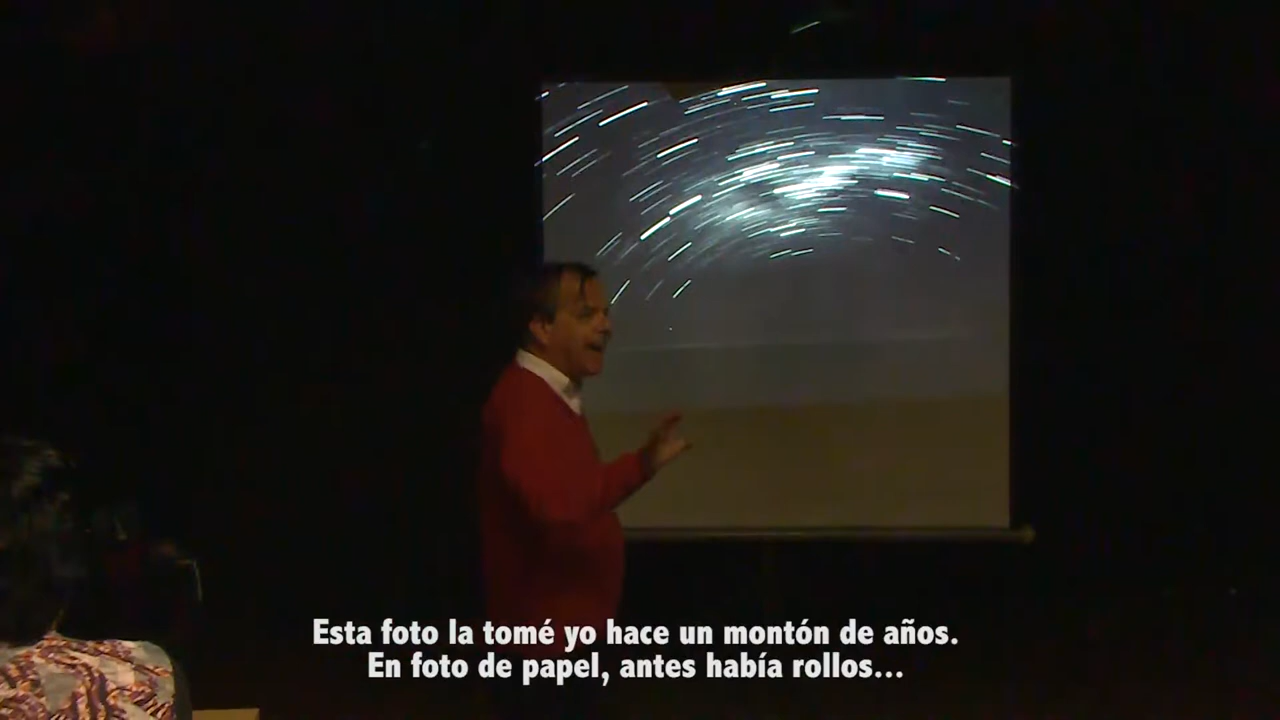 Esta foto la tomé yo hace un montón de años.
En foto de papel, antes había rollos...